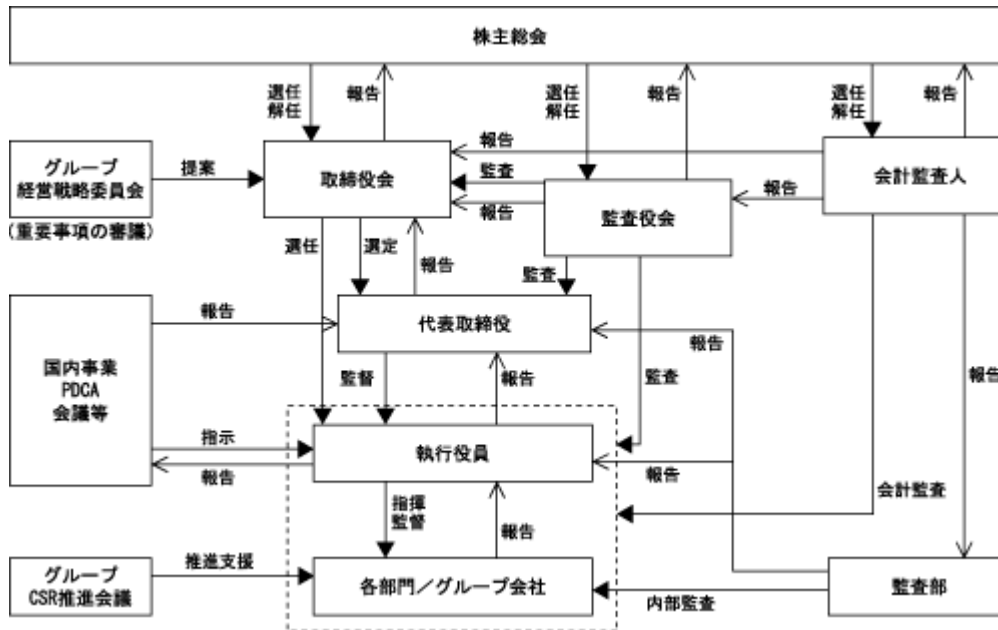 株主総会
選任
解任
報告
選任
解任
報告
選任
解任
報告
グループ
経営戦略委員会
(重要事項の審議)
提案
取締役会
報告
監査
報告
監査役会
報告
会計監査人
選任
選定
報告
監査
国内事業
PDCA
会議等
報告
代表取締役
報告
監督
報告
監査
報告
指示
報告
執行役員
報告
会計監査
指揮
監督
報告
グループ
CSR推進会議
推進支援
各部門／グループ会社
内部監査
監査部